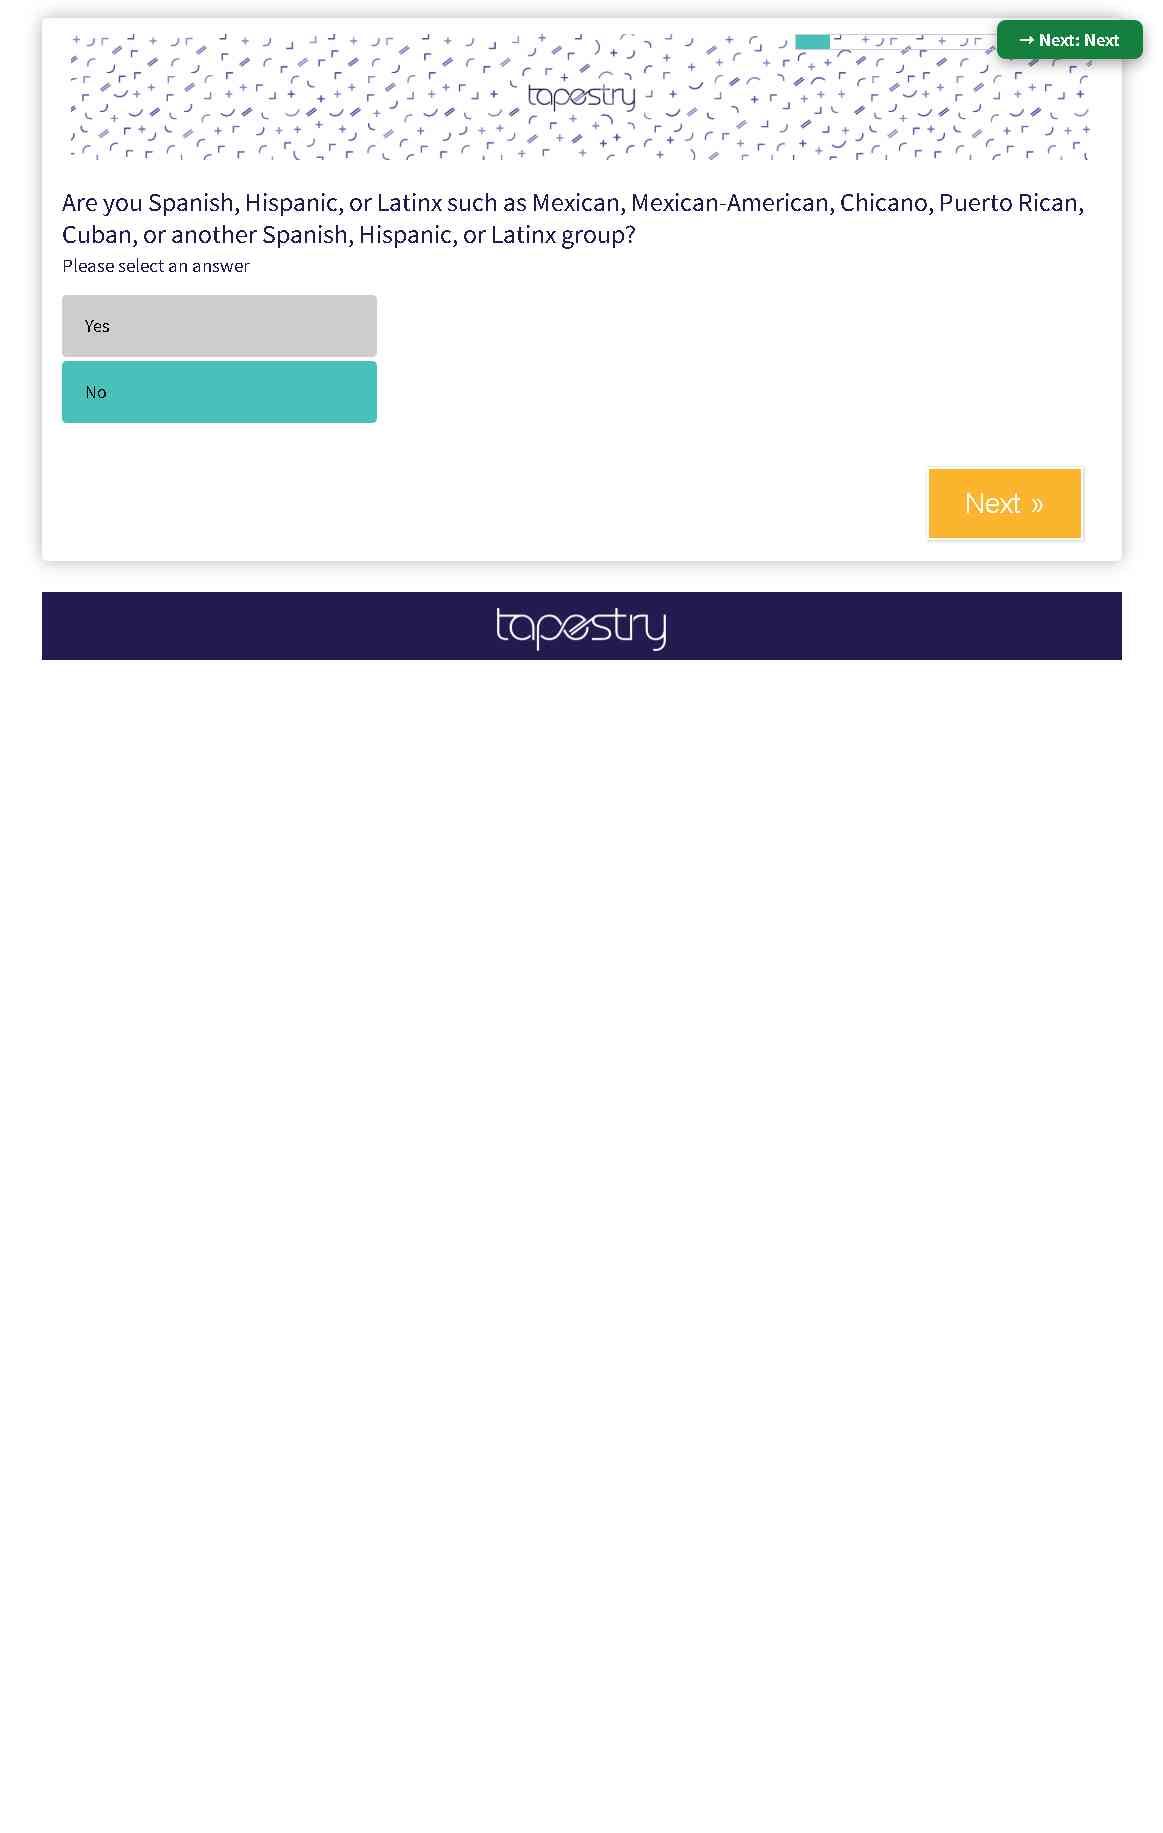 → Next: Next
tapestry
Are you Spanish, Hispanic, or Latinx such as Mexican, Mexican-American, Chicano, Puerto Rican,
Cuban, or another Spanish, Hispanic, or Latinx group?
Please select an answer
Yes
No
Next »
tapestry